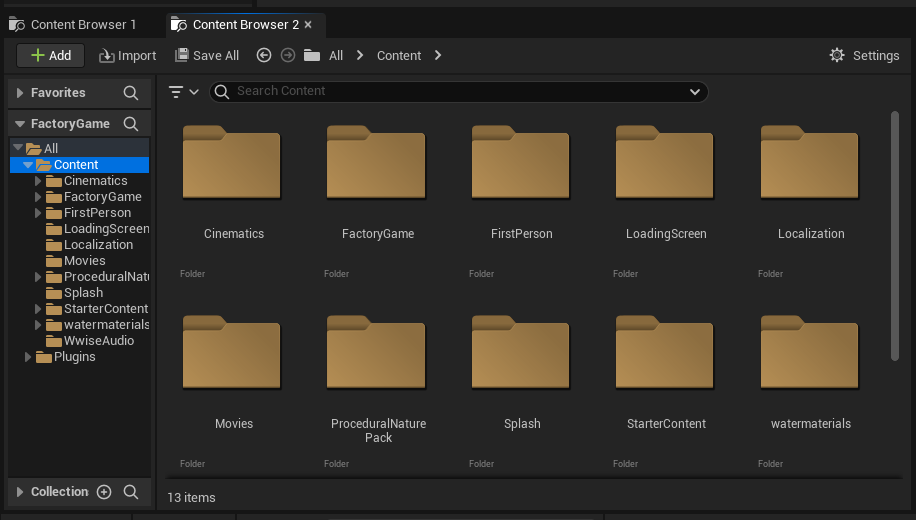 Content Browser 1
Content Browser 2
Add
Import
Save All
All
Content
Settings
Favorites
Search Content
FactoryGame
All
Content
Cinematics
FactoryGame
FirstPerson
LoadingScreen
Localization
Movies
ProceduralNatu
Splash
StarterContent
watermaterials
WwiseAudio
Plugins
Collection
Cinematics
FactoryGame
FirstPerson
LoadingScreen
Localization
Folder
Folder
Folder
Folder
Folder
Movies
ProceduralNature
Pack
Splash
StarterContent
watermaterials
Folder
Folder
Folder
Folder
Folder
13 items